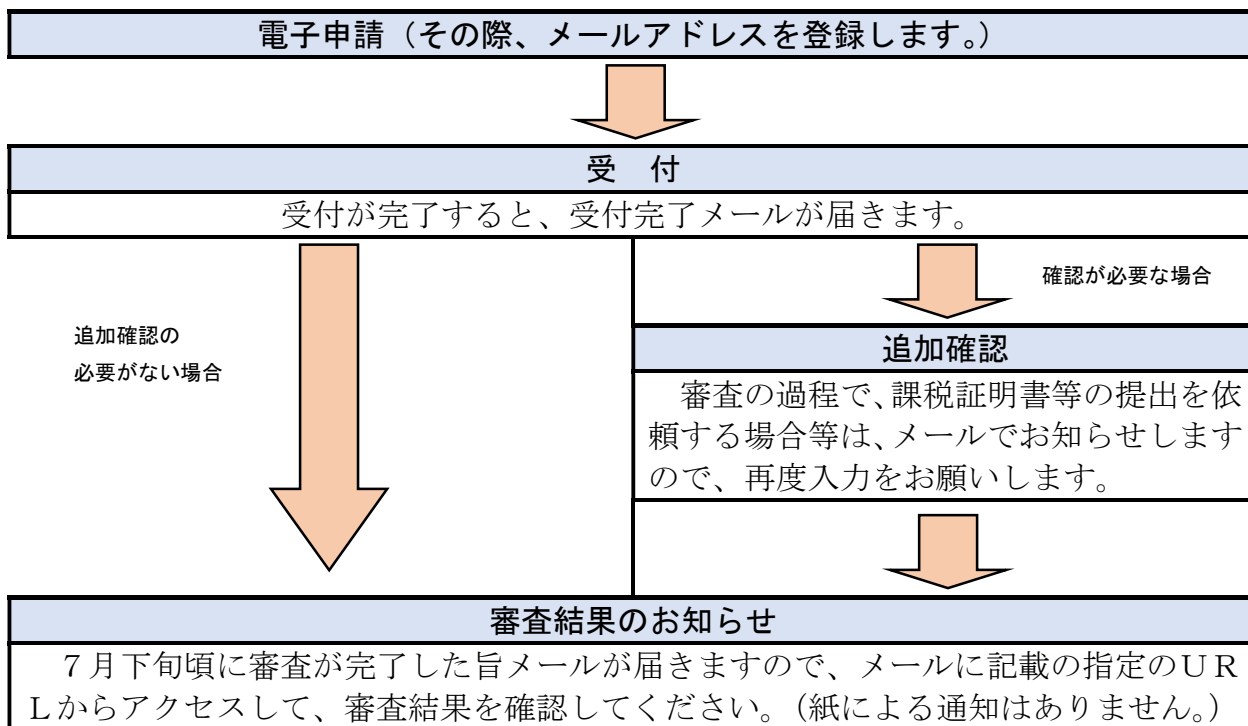 電子申請（その際、メールアドレスを登録します。）
受　付
受付が完了すると、受付完了メールが届きます。
確認が必要な場合
追加確認の
必要がない場合
追加確認
　審査の過程で、課税証明書等の提出を依
頼する場合等は、メールでお知らせします
ので、再度入力をお願いします。
審査結果のお知らせ
　７月下旬頃に審査が完了した旨メールが届きますので、メールに記載の指定のＵＲ
Ｌからアクセスして、審査結果を確認してください。（紙による通知はありません。）